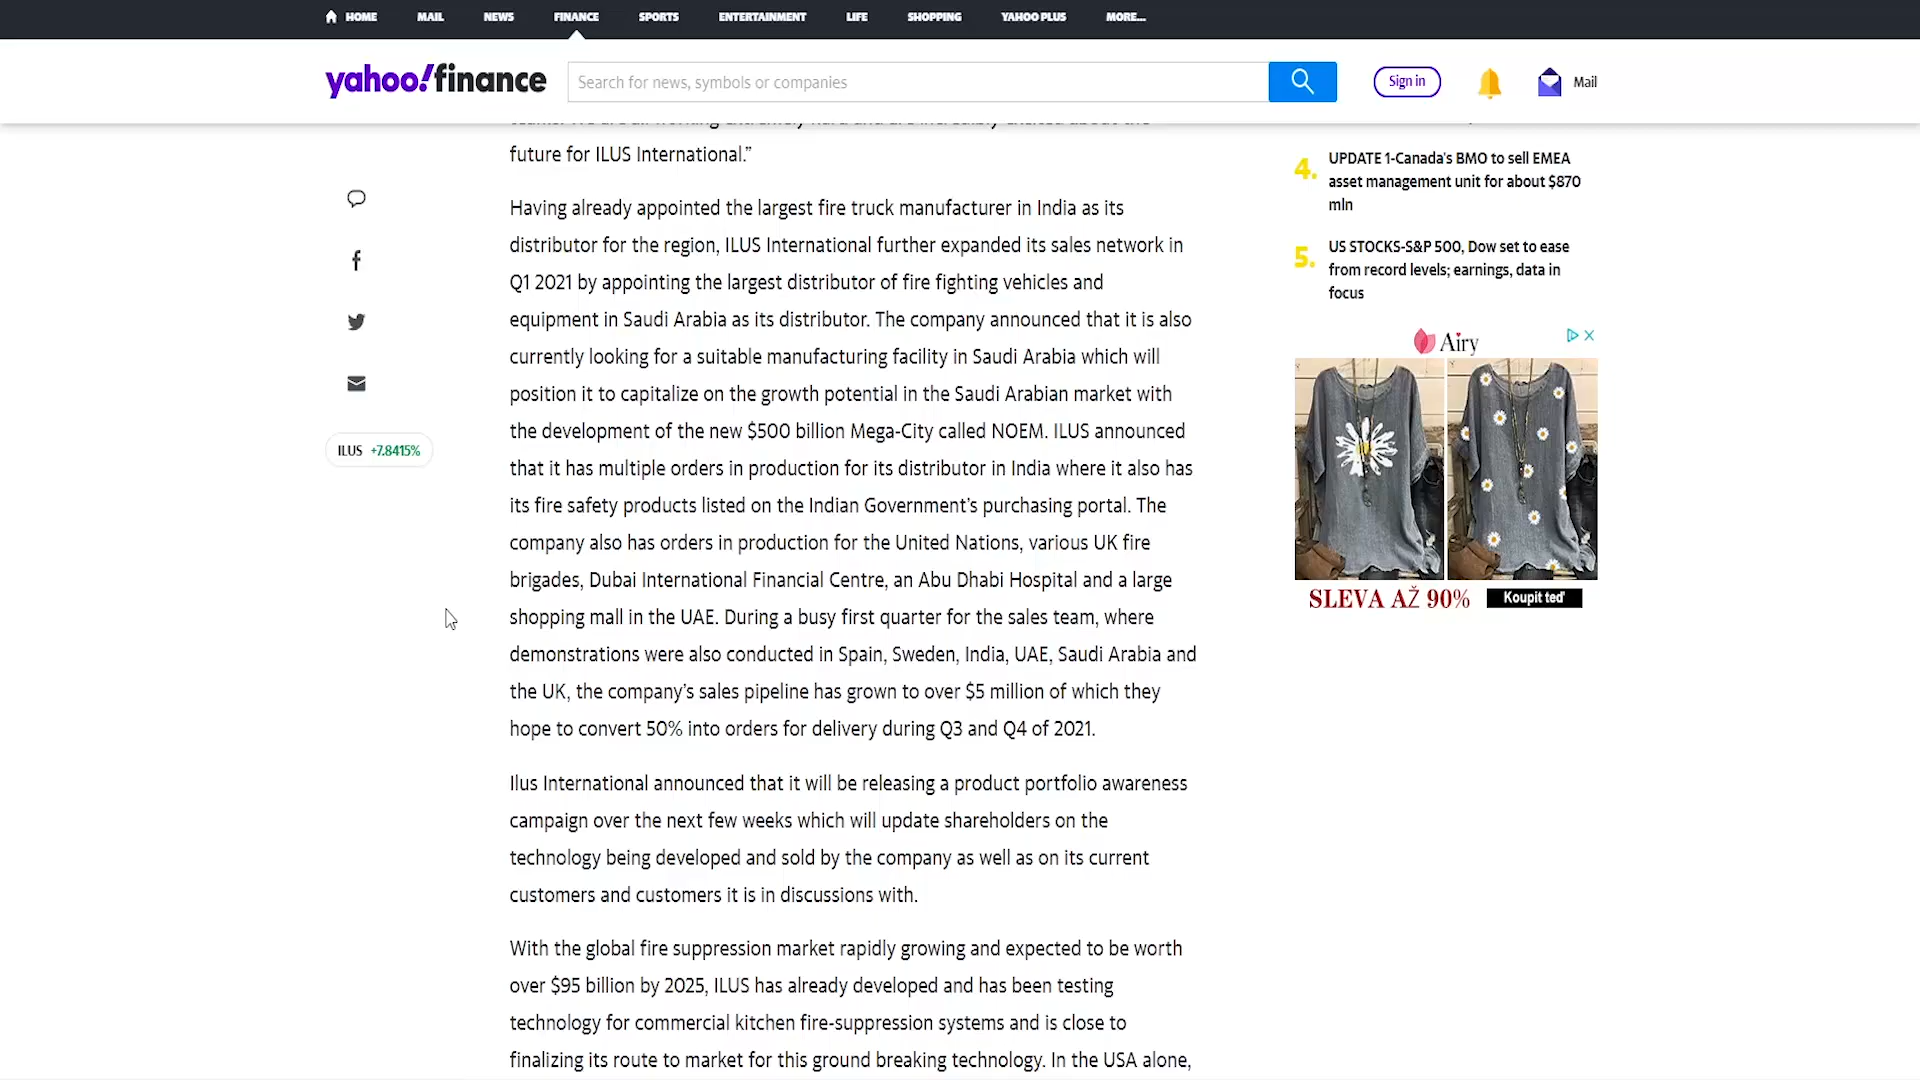 HOME MAIL NEWS FINANCE SPORTS ENTERTAINMENT LIFE SHOPPING YAHOO PLUS MORE...
yahoo!finance
Search for news, symbols or companies
Sign in
Mail
future for ILUS International.”
Having already appointed the largest fire truck manufacturer in India as its
distributor for the region, ILUS International further expanded its sales network in
Q1 2021 by appointing the largest distributor of fire fighting vehicles and
equipment in Saudi Arabia as its distributor. The company announced that it is also
currently looking for a suitable manufacturing facility in Saudi Arabia which will
position it to capitalize on the growth potential in the Saudi Arabian market with
the development of the new $500 billion Mega-City called NOEM. ILUS announced
that it has multiple orders in production for its distributor in India where it also has
its fire safety products listed on the Indian Government’s purchasing portal. The
company also has orders in production for the United Nations, various UK fire
brigades, Dubai International Financial Centre, an Abu Dhabi Hospital and a large
shopping mall in the UAE. During a busy first quarter for the sales team, where
demonstrations were also conducted in Spain, Sweden, India, UAE, Saudi Arabia and
the UK, the company’s sales pipeline has grown to over $5 million of which they
hope to convert 50% into orders for delivery during Q3 and Q4 of 2021.
Ilus International announced that it will be releasing a product portfolio awareness
campaign over the next few weeks which will update shareholders on the
technology being developed and sold by the company as well as on its current
customers and customers it is in discussions with.
With the global fire suppression market rapidly growing and expected to be worth
over $95 billion by 2025, ILUS has already developed and has been testing
technology for commercial kitchen fire-suppression systems and is close to
finalizing its route to market for this ground breaking technology. In the USA alone,
ILUS +7.8415%
4. UPDATE 1-Canada's BMO to sell EMEA
asset management unit for about $870
mln
5. US STOCKS-S&P 500, Dow set to ease
from record levels; earnings, data in
focus
Airy
SLEVA AŽ 90% Koupit teď